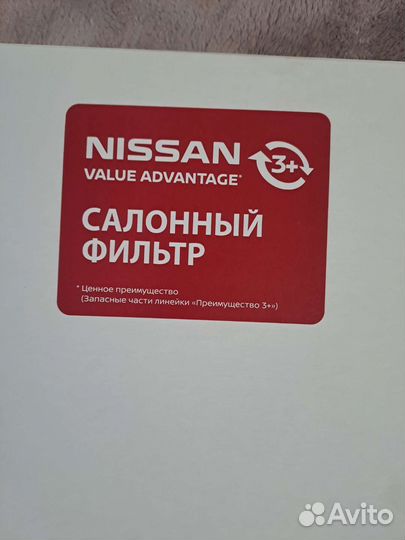 NISSAN
3+
VALUE ADVANTAGE*
САЛОННЫЙ
ФИЛЬТР
* Ценное преимущество
(Запасные части линейки «Преимущество 3+»)
Avito